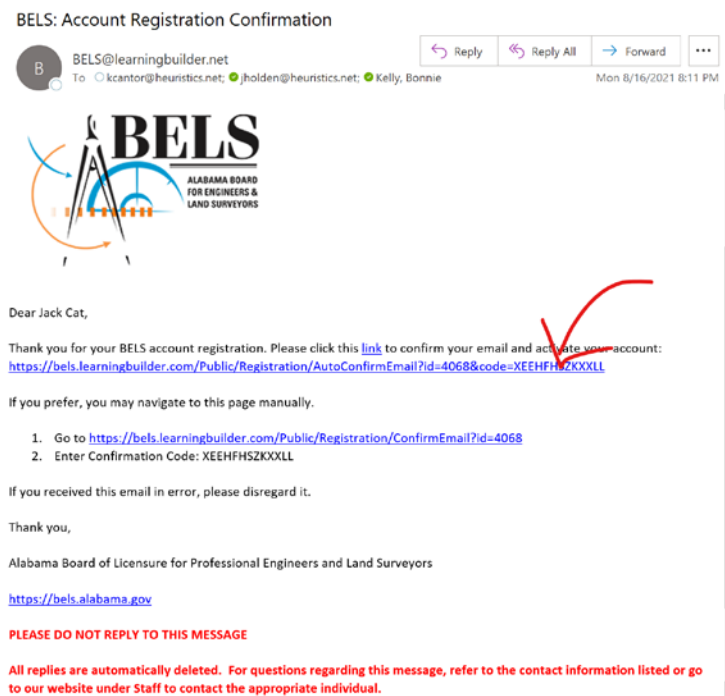 BELS: Account Registration Confirmation
Reply
Reply All
Forward
B
BELS@learningbuilder.net
To kcantor@heuristics.net; jholden@heuristics.net; Kelly, Bonnie
Mon 8/16/2021 8:11 PM
BELS
ALABAMA BOARD
FOR ENGINEERS &
LAND SURVEYORS
Dear Jack Cat,
Thank you for your BELS account registration. Please click this link to confirm your email and activate your account:
https://bels.learningbuilder.com/Public/Registration/AutoConfirmEmail?id=4068&code=XEEHFHSZKXXLL
If you prefer, you may navigate to this page manually.
1. Go to https://bels.learningbuilder.com/Public/Registration/ConfirmEmail?id=4068
2. Enter Confirmation Code: XEEHFHSZKXXLL
If you received this email in error, please disregard it.
Thank you,
Alabama Board of Licensure for Professional Engineers and Land Surveyors
https://bels.alabama.gov
PLEASE DO NOT REPLY TO THIS MESSAGE
All replies are automatically deleted. For questions regarding this message, refer to the contact information listed or go
to our website under Staff to contact the appropriate individual.